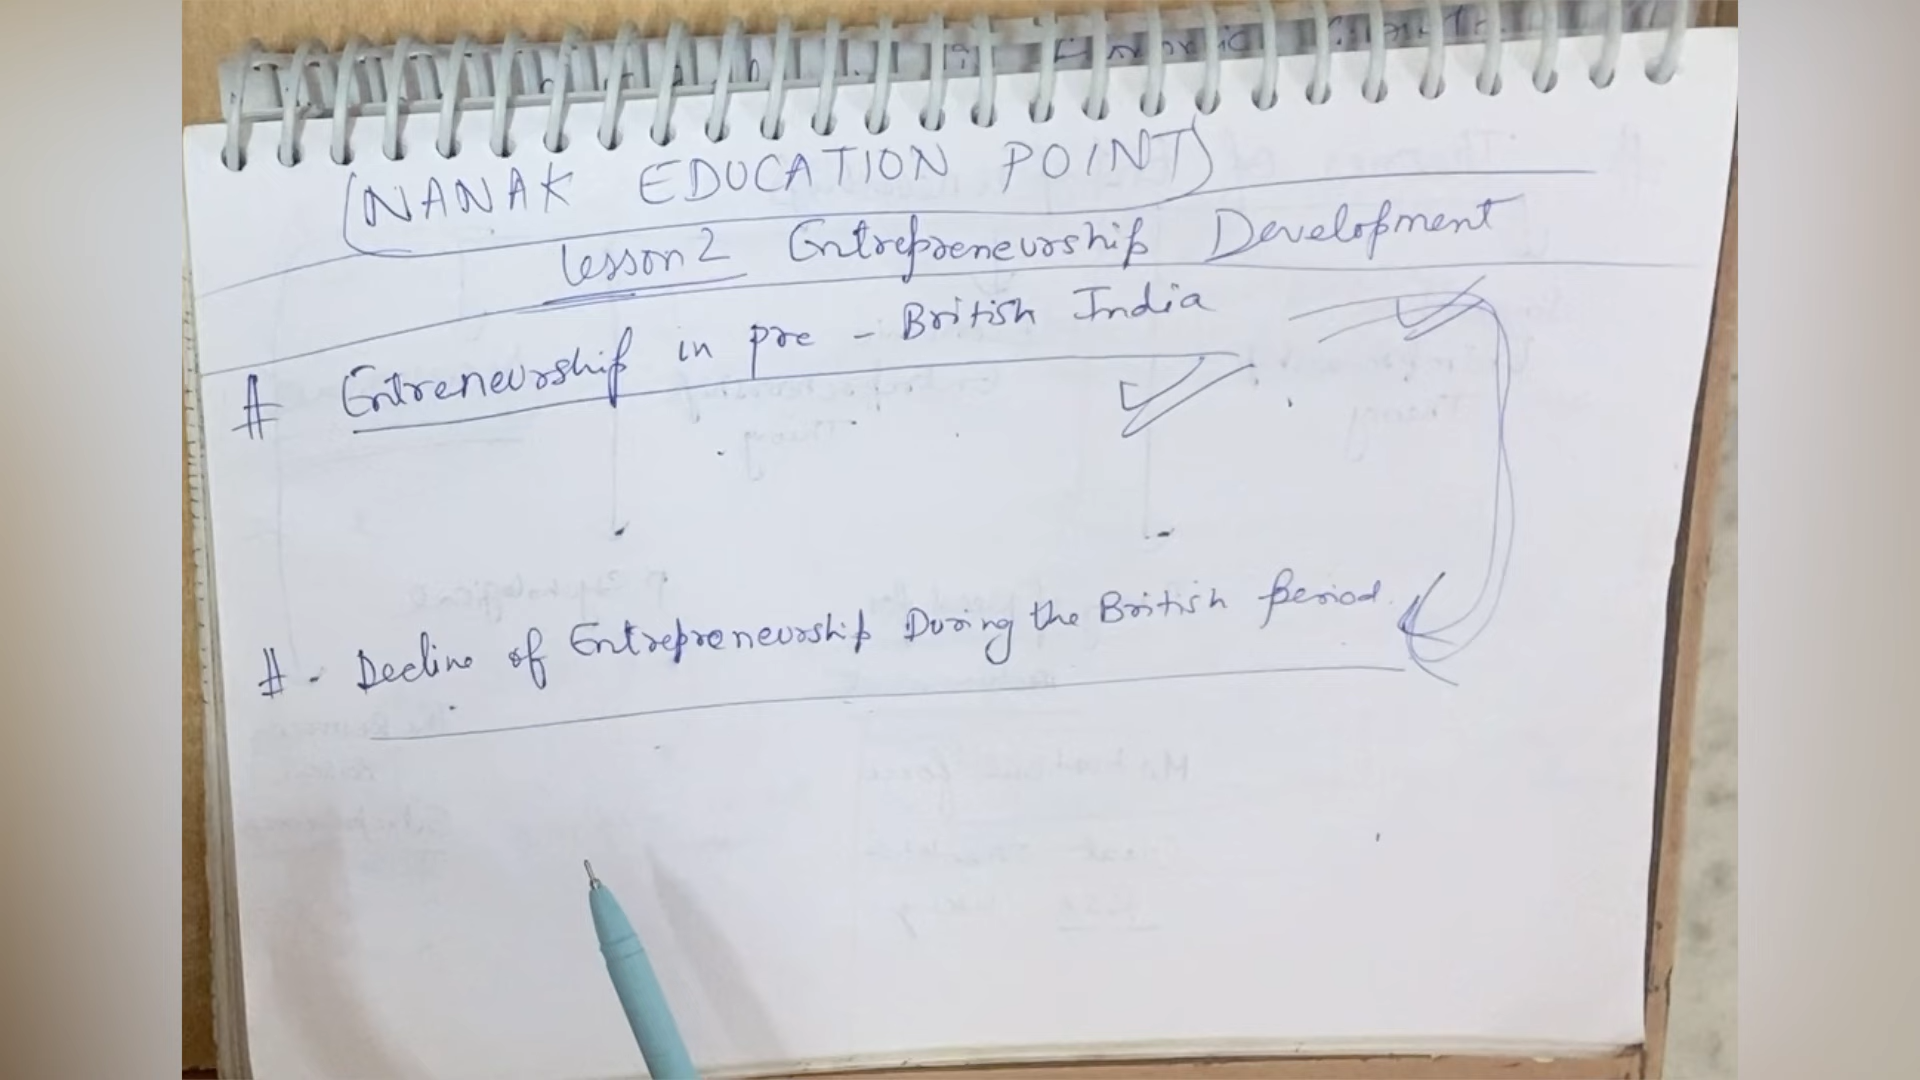 (NANAK EDUCATION POINT)
Lesson 2 Entrepreneurship Development
# Entreneurship in pre - British India
# - Decline of Entrepreneurship During the British period.